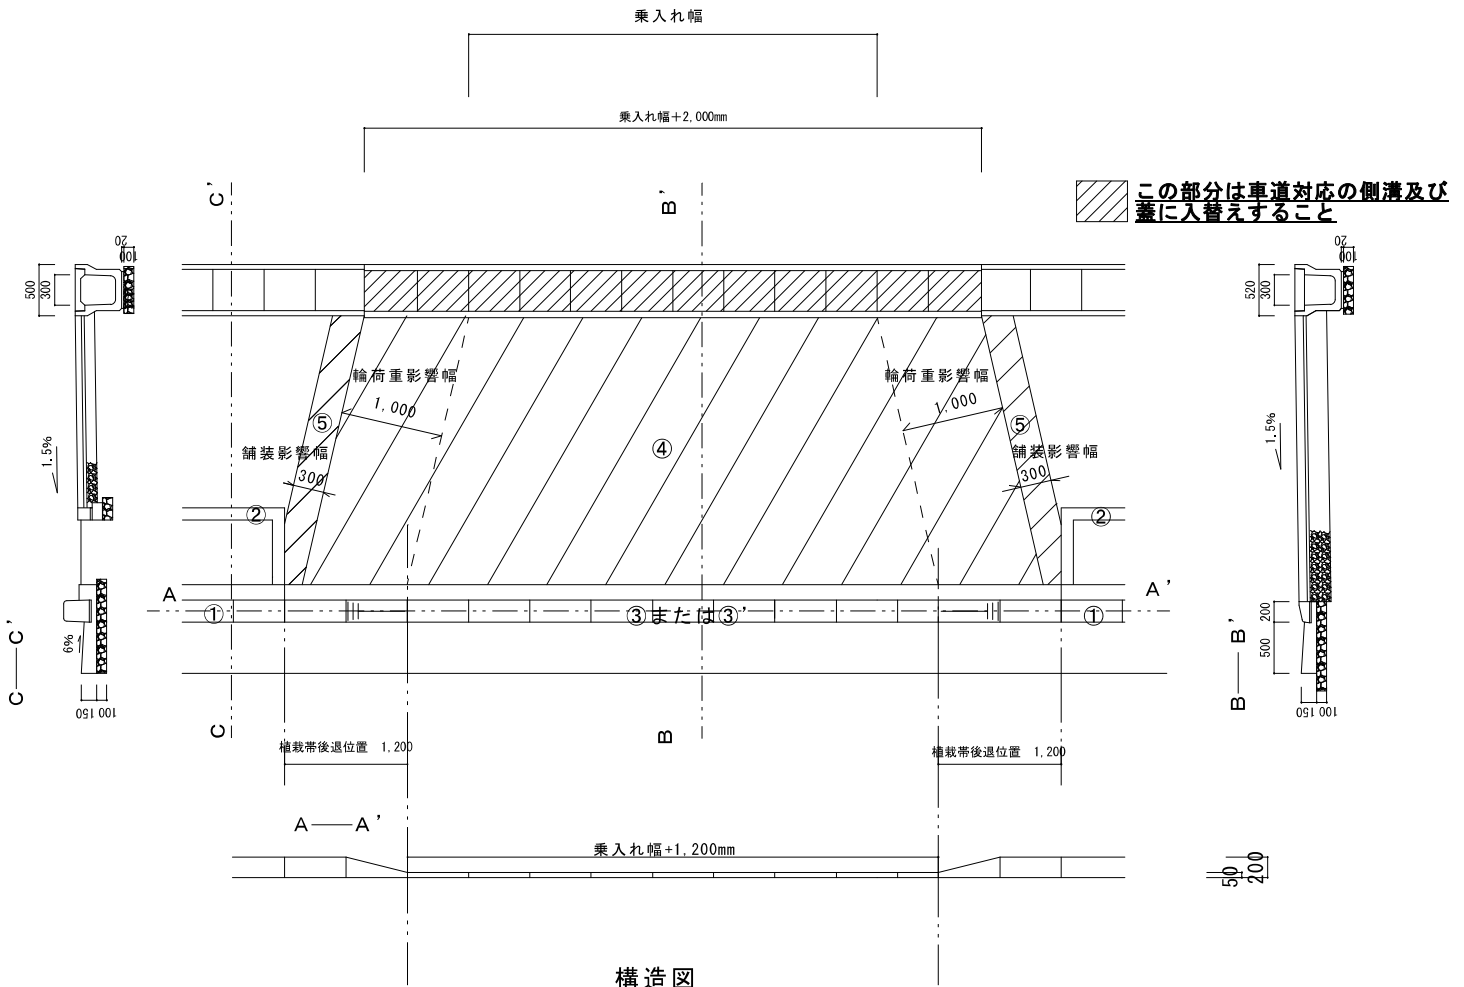 乗入れ幅
乗入れ幅＋2,000mm
C'
B'
この部分は車道対応の側溝及び
蓋に入替えすること
20
100
500
300
20
100
520
300
輪荷重影響幅
1,000
輪荷重影響幅
1,000
⑤
⑤
舗装影響幅
300
④
舗装影響幅
300
1.5%
1.5%
②
②
A
A'
①
③または③'
①
6%
C——C'
150
100
200
500
B——B'
150
100
C
B
植栽帯後退位置 1,200
植栽帯後退位置 1,200
A——A'
乗入れ幅+1,200mm
50
200
構造図